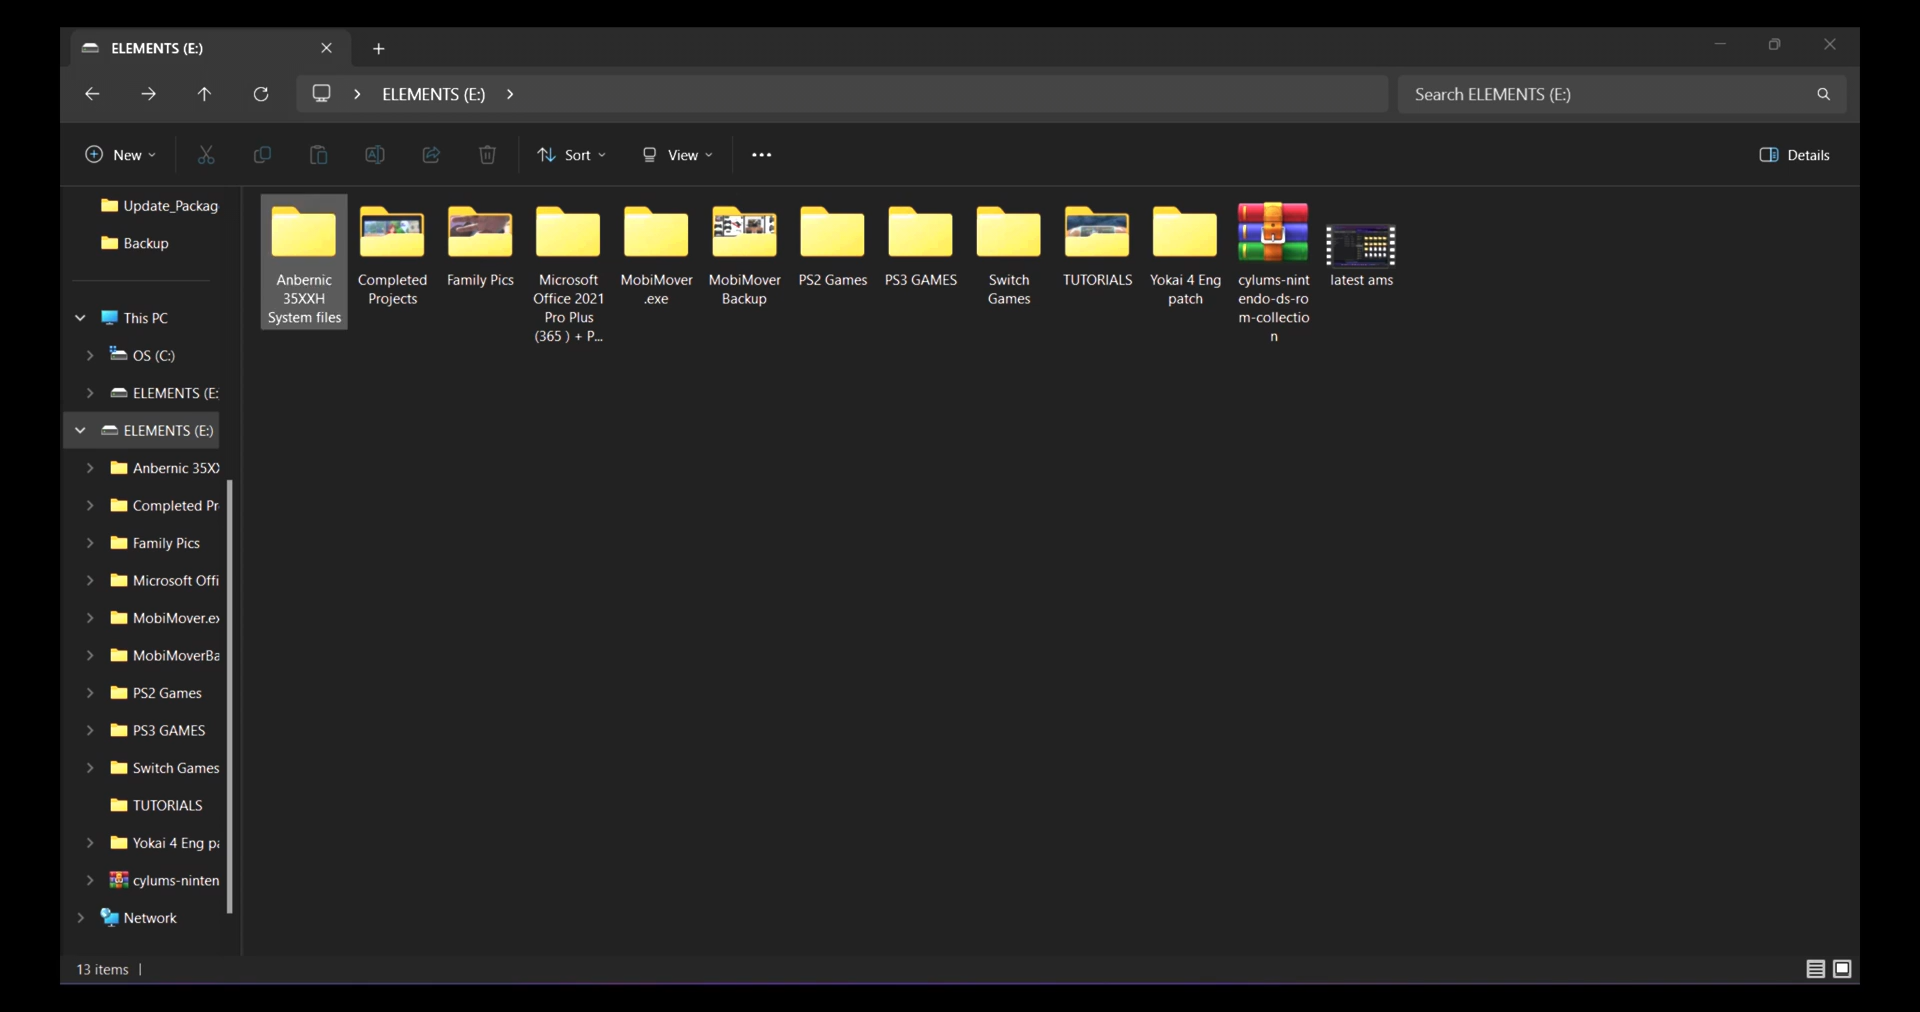 ELEMENTS (E:)
ELEMENTS (E:)
Search ELEMENTS (E:)
New
Sort
View
Details
Update_Packag
Backup
This PC
OS (C:)
ELEMENTS (E:
ELEMENTS (E:)
Anbernic 35XX
Completed Pr
Family Pics
Microsoft Offi
MobiMover.ex
MobiMoverBa
PS2 Games
PS3 GAMES
Switch Games
TUTORIALS
Yokai 4 Eng pa
cylums-ninten
Network
Anbernic
35XXH
System files
Completed
Projects
Family Pics
Microsoft
Office 2021
Pro Plus
(365 ) + P...
MobiMover
.exe
MobiMover
Backup
PS2 Games
PS3 GAMES
Switch
Games
TUTORIALS
Yokai 4 Eng
patch
cylums-nint
endo-ds-ro
m-collectio
n
latest ams
13 items